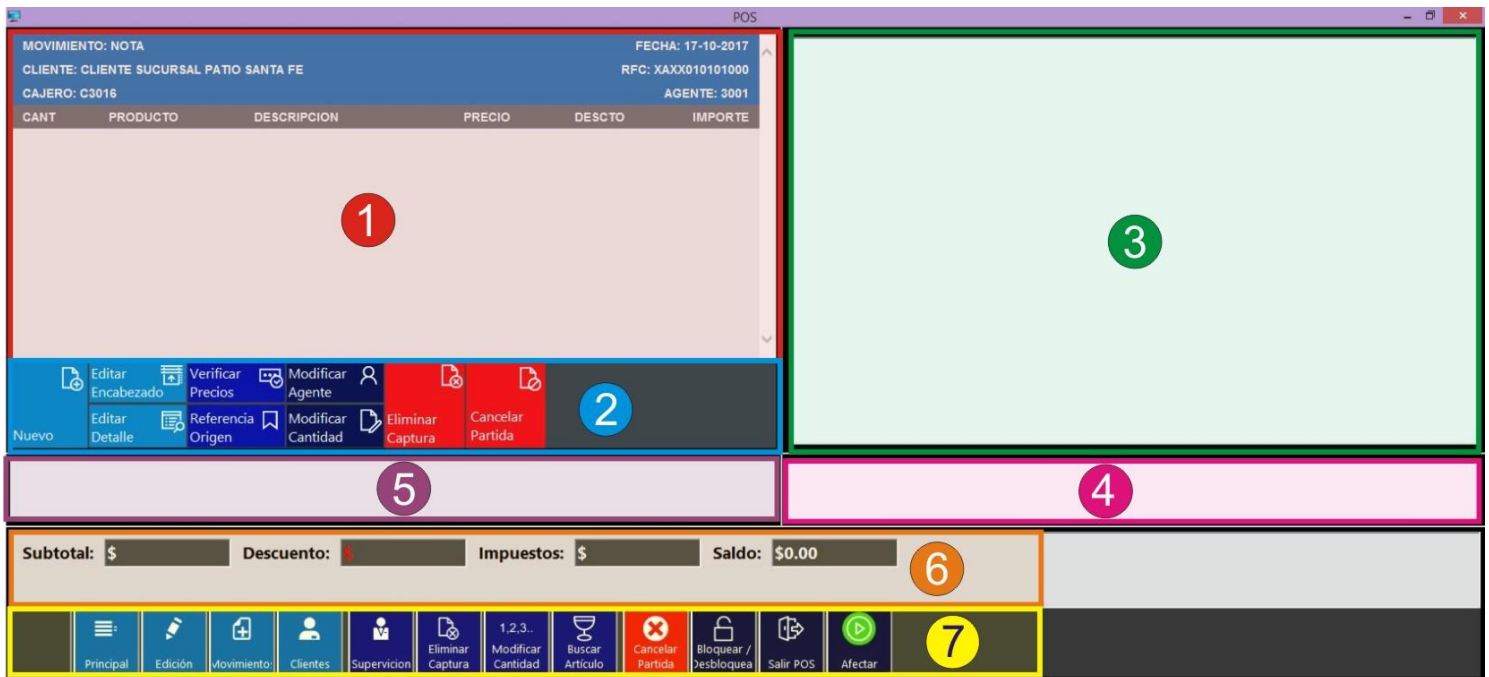 POS
MOVIMIENTO: NOTA
FECHA: 17-10-2017
CLIENTE: CLIENTE SUCURSAL PATIO SANTA FE
RFC: XAXX010101000
CAJERO: C3016
AGENTE: 3001
CANT PRODUCTO DESCRIPCION PRECIO DESCTO IMPORTE
1
3
Nuevo
Editar
Encabezado
Editar
Detalle
Verificar
Precios
Referencia
Origen
Modificar
Agente
Modificar
Cantidad
Eliminar
Captura
Cancelar
Partida
2
5
4
Subtotal: $
Descuento: $
Impuestos: $
Saldo: $0.00
6
Principal
Edición
Movimiento:
Clientes
Supervicion
Eliminar
Captura
1,2,3..
Modificar
Cantidad
Buscar
Artículo
Cancelar
Partida
Bloquear /
Desbloquea
Salir POS
Afectar
7